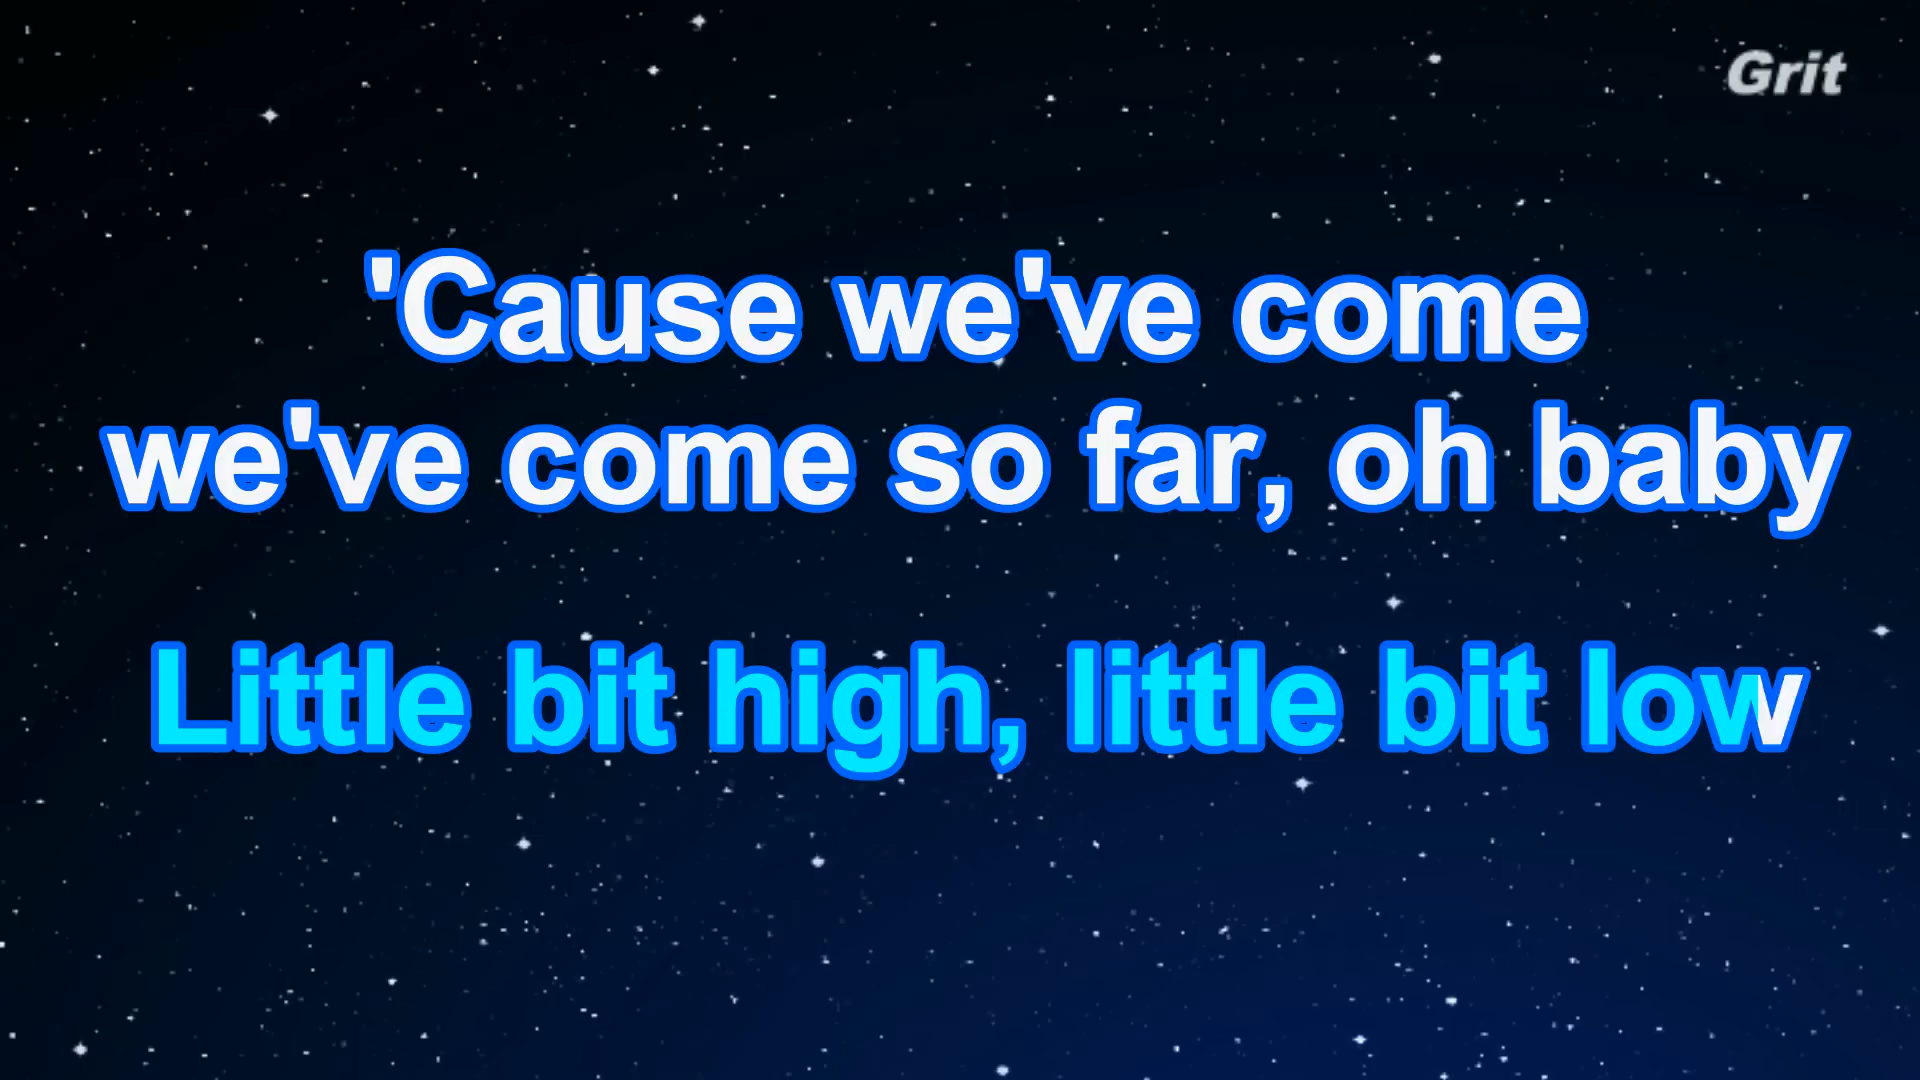 Grit
'Cause we've come
we've come so far, oh baby
Little bit high, little bit low